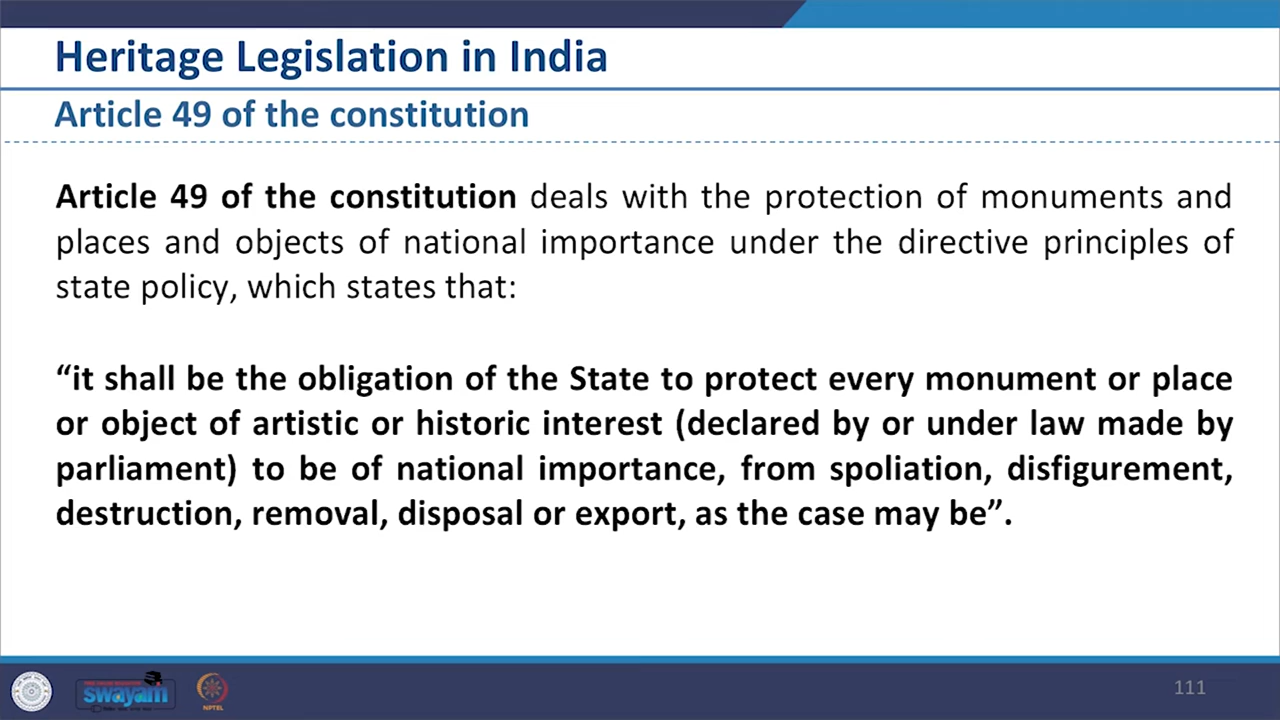 Heritage Legislation in India
Article 49 of the constitution
Article 49 of the constitution deals with the protection of monuments and
places and objects of national importance under the directive principles of
state policy, which states that:
“it shall be the obligation of the State to protect every monument or place
or object of artistic or historic interest (declared by or under law made by
parliament) to be of national importance, from spoliation, disfigurement,
destruction, removal, disposal or export, as the case may be”.
swayam
NPTEL
111